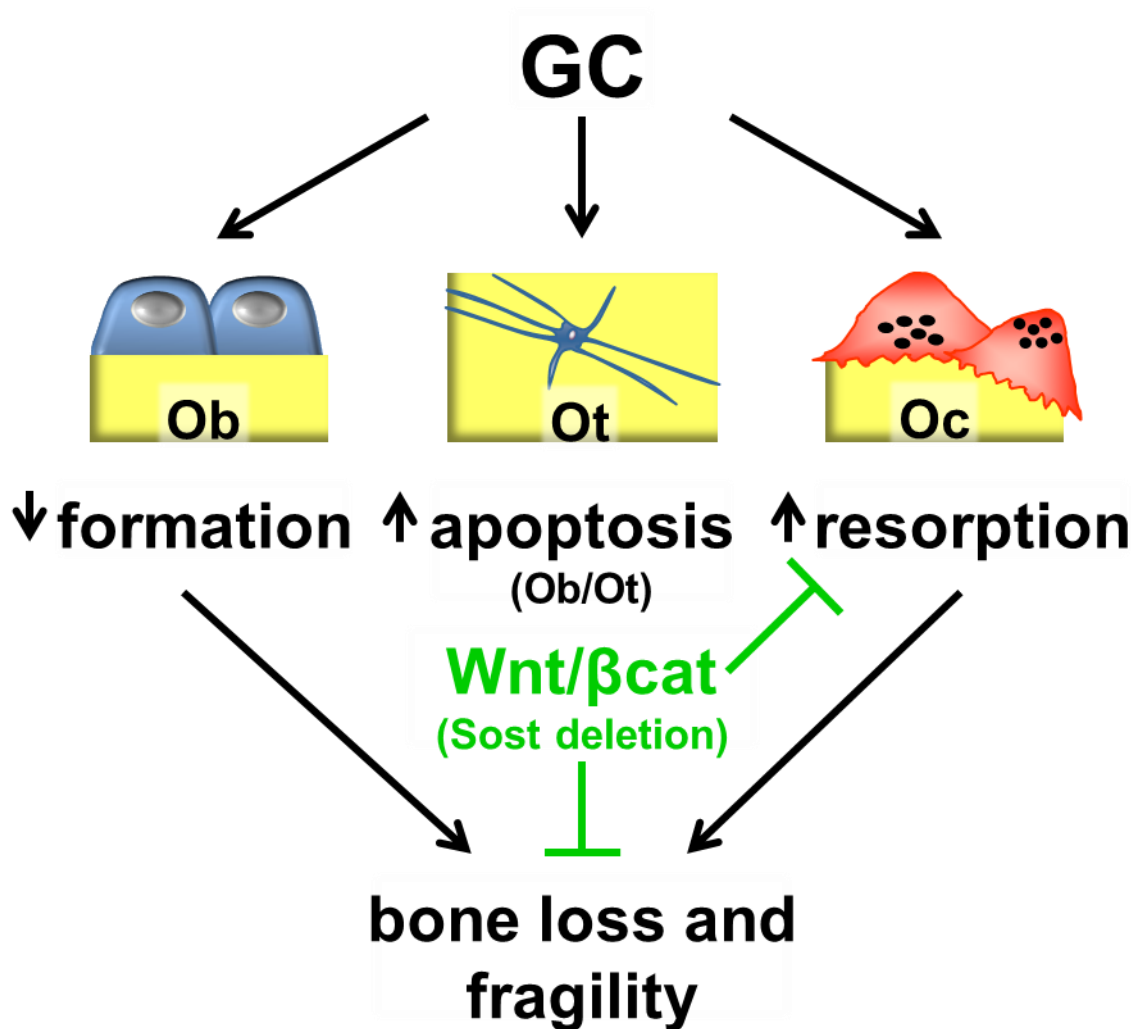 GC
Ob
Ot
Oc
↓ formation
↑ apoptosis
(Ob/Ot)
↑ resorption
Wnt/βcat
(Sost deletion)
bone loss and
fragility